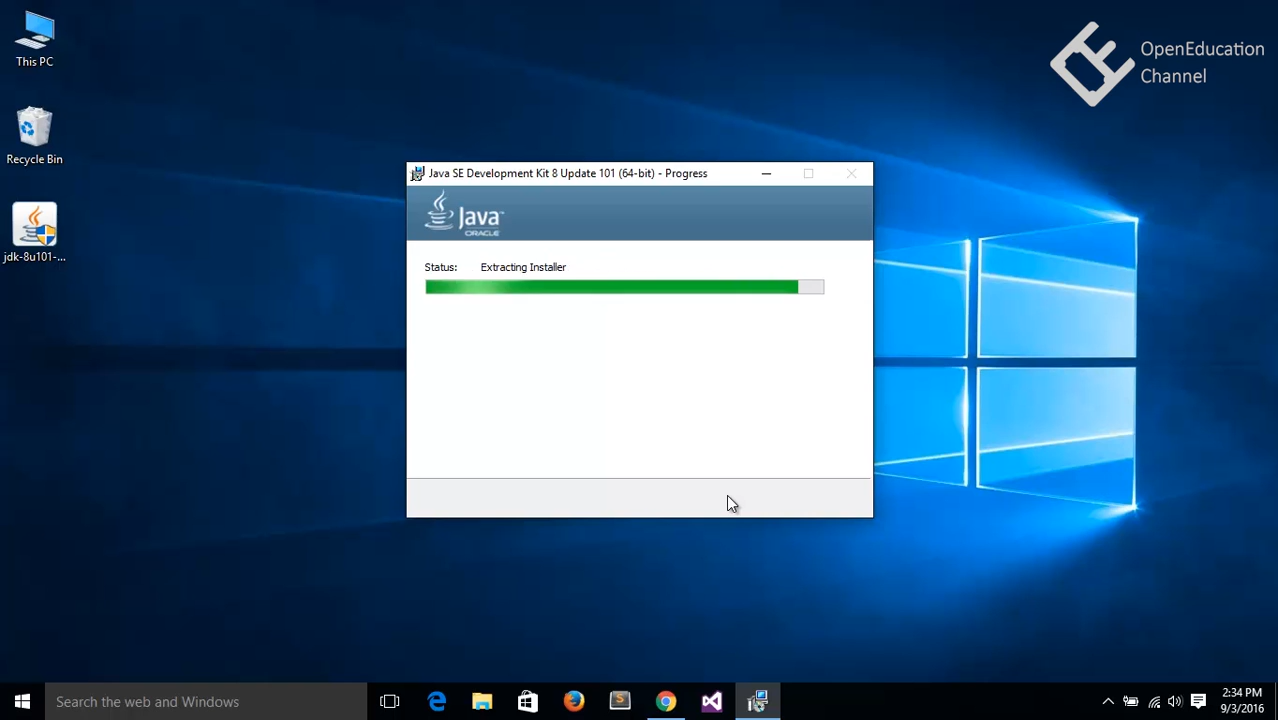 This PC
Recycle Bin
jdk-8u101-...
OpenEducation
Channel
Java SE Development Kit 8 Update 101 (64-bit) - Progress
Java™
ORACLE
Status: Extracting Installer
Search the web and Windows
2:34 PM
9/3/2016